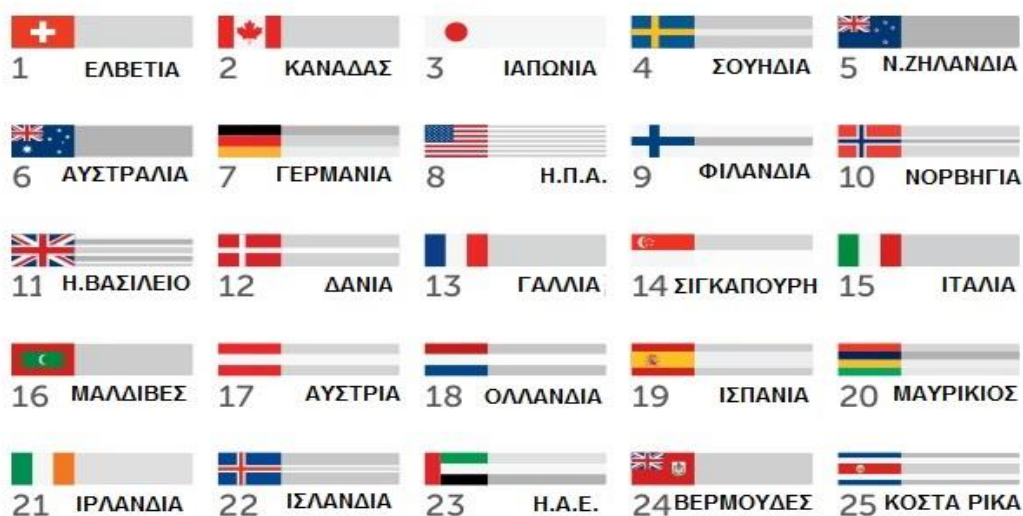 1 ΕΛΒΕΤΙΑ
2 ΚΑΝΑΔΑΣ
3 ΙΑΠΩΝΙΑ
4 ΣΟΥΗΔΙΑ
5 Ν.ΖΗΛΑΝΔΙΑ
6 ΑΥΣΤΡΑΛΙΑ
7 ΓΕΡΜΑΝΙΑ
8 Η.Π.Α.
9 ΦΙΛΑΝΔΙΑ
10 ΝΟΡΒΗΓΙΑ
11 Η.ΒΑΣΙΛΕΙΟ
12 ΔΑΝΙΑ
13 ΓΑΛΛΙΑ
14 ΣΙΓΚΑΠΟΥΡΗ
15 ΙΤΑΛΙΑ
16 ΜΑΛΔΙΒΕΣ
17 ΑΥΣΤΡΙΑ
18 ΟΛΛΑΝΔΙΑ
19 ΙΣΠΑΝΙΑ
20 ΜΑΥΡΙΚΙΟΣ
21 ΙΡΛΑΝΔΙΑ
22 ΙΣΛΑΝΔΙΑ
23 Η.Α.Ε.
24 ΒΕΡΜΟΥΔΕΣ
25 ΚΟΣΤΑ ΡΙΚΑ